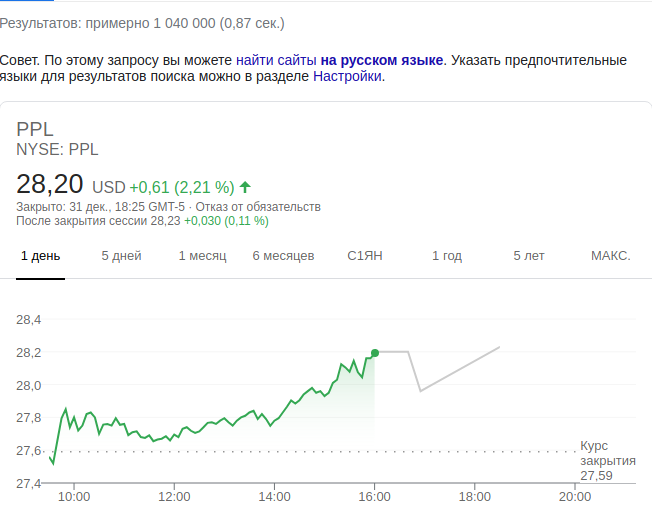 Результатов: примерно 1 040 000 (0,87 сек.)
Совет. По этому запросу вы можете найти сайты на русском языке. Указать предпочтительные
языки для результатов поиска можно в разделе Настройки.
PPL
NYSE: PPL
28,20 USD +0,61 (2,21 %)
Закрыто: 31 дек., 18:25 GMT-5 · Отказ от обязательств
После закрытия сессии 28,23 +0,030 (0,11 %)
1 день 5 дней 1 месяц 6 месяцев С1ЯН 1 год 5 лет МАКС.
28,4
28,2
28,0
27,8
27,6
27,4
Курс
закрытия
27,59
10:00 12:00 14:00 16:00 18:00 20:00